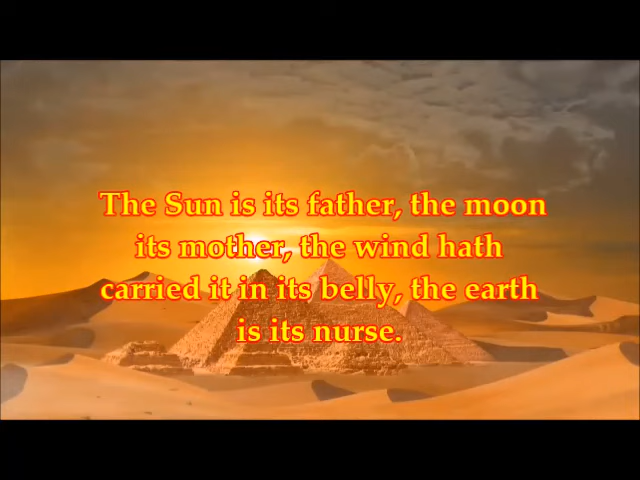 The Sun is its father, the moon
its mother, the wind hath
carried it in its belly, the earth
is its nurse.